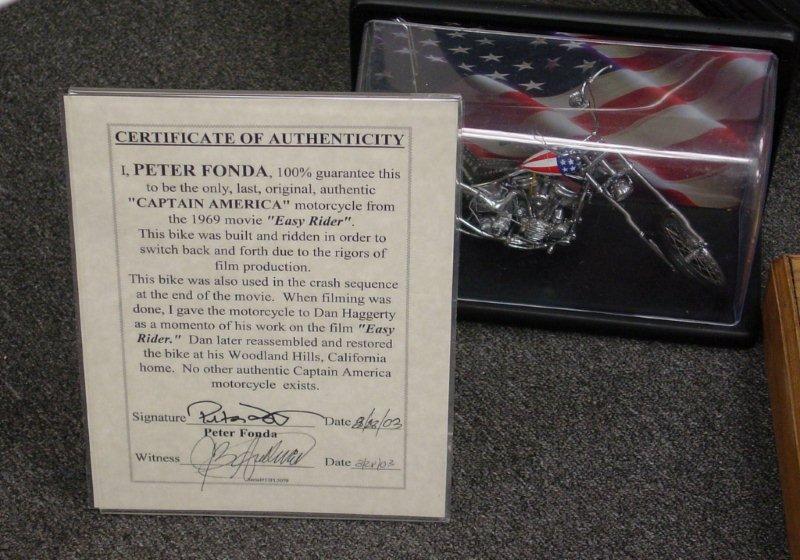 CERTIFICATE OF AUTHENTICITY
I, PETER FONDA, 100% guarantee this
to be the only, last, original, authentic
"CAPTAIN AMERICA" motorcycle from
the 1969 movie "Easy Rider".
This bike was built and ridden in order to
switch back and forth due to the rigors of
film production.
This bike was also used in the crash sequence
at the end of the movie. When filming was
done, I gave the motorcycle to Dan Haggerty
as a momento of his work on the film "Easy
Rider." Dan later reassembled and restored
the bike at his Woodland Hills, California
home. No other authentic Captain America
motorcycle exists.
Signature Date
Peter Fonda
Witness Date